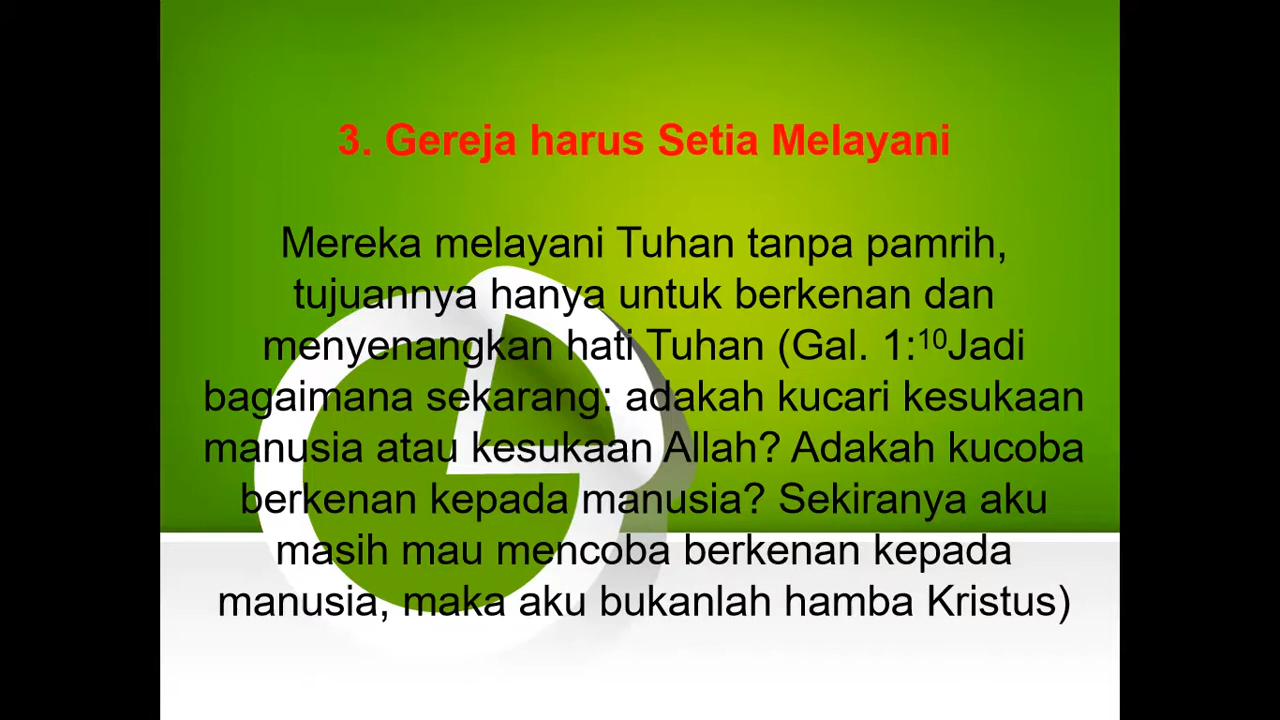 3. Gereja harus Setia Melayani
Mereka melayani Tuhan tanpa pamrih,
tujuannya hanya untuk berkenan dan
menyenangkan hati Tuhan (Gal. 1:¹⁰Jadi
bagaimana sekarang: adakah kucari kesukaan
manusia atau kesukaan Allah? Adakah kucoba
berkenan kepada manusia? Sekiranya aku
masih mau mencoba berkenan kepada
manusia, maka aku bukanlah hamba Kristus)